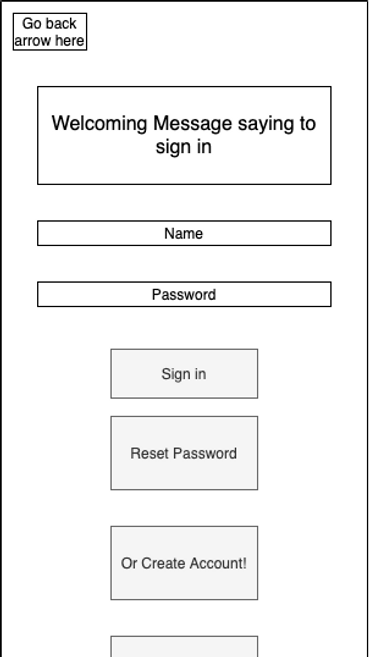 Go back
arrow here
Welcoming Message saying to
sign in
Name
Password
Sign in
Reset Password
Or Create Account!